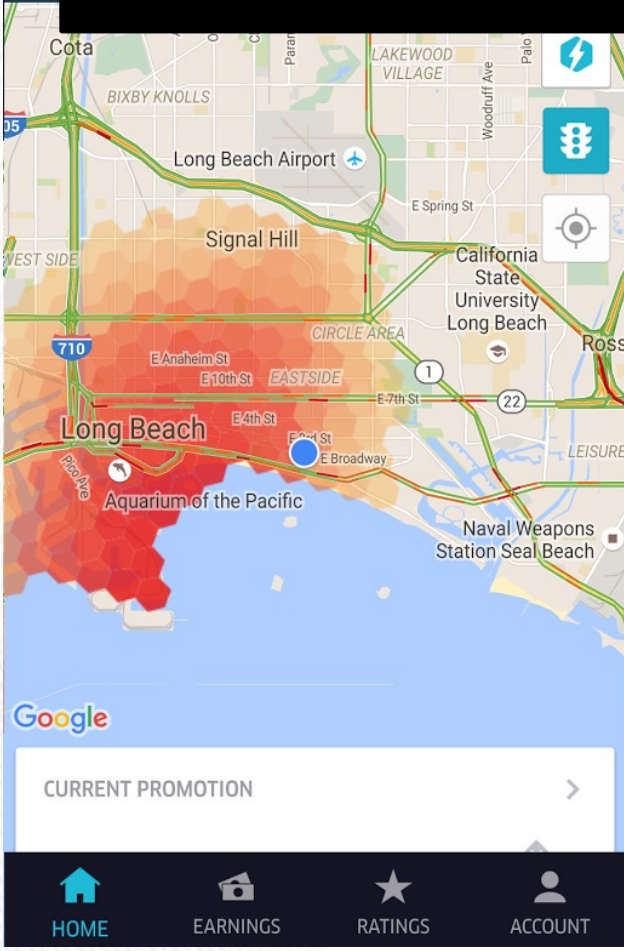 Cota
LAKEWOOD
VILLAGE
Paran
Palo
Woodruff Ave
BIXBY KNOLLS
05
Long Beach Airport
E Spring St
Signal Hill
WEST SIDE
California
State
University
Long Beach
CIRCLE AREA
Ross
710
E Anaheim St
E 10th St
EASTSIDE
1
E 7th St
22
Long Beach
E 4th St
E 3rd St
E Broadway
LEISURE
Pico Ave
Aquarium of the Pacific
Naval Weapons
Station Seal Beach
Google
CURRENT PROMOTION
HOME
EARNINGS
RATINGS
ACCOUNT